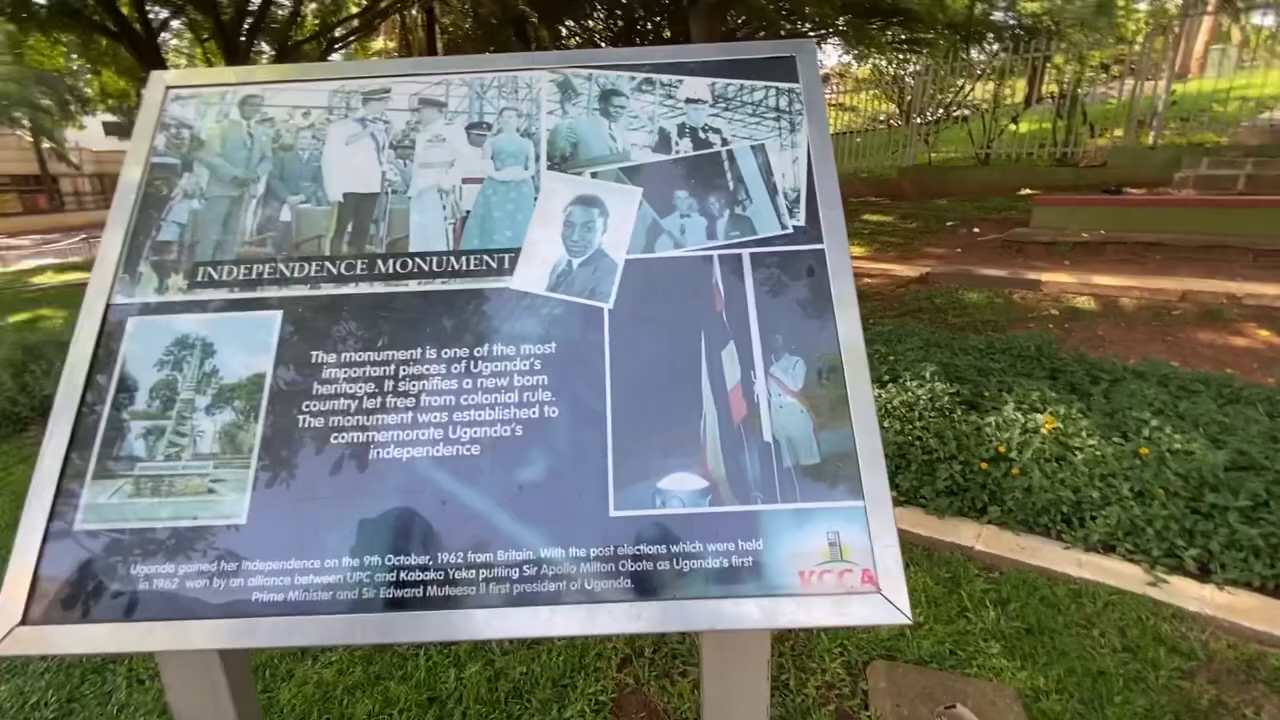 INDEPENDENCE MONUMENT
The monument is one of the most
important pieces of Uganda's
heritage. It signifies a new born
country let free from colonial rule.
The monument was established to
commemorate Uganda's
independence
Uganda gained her Independence on the 9th October, 1962 from Britain. With the post elections which were held
in 1962 won by an alliance between UPC and Kabaka Yeka putting Sir Apollo Milton Obote as Uganda's first
Prime Minister and Sir Edward Muteesa II first president of Uganda.
KCCA